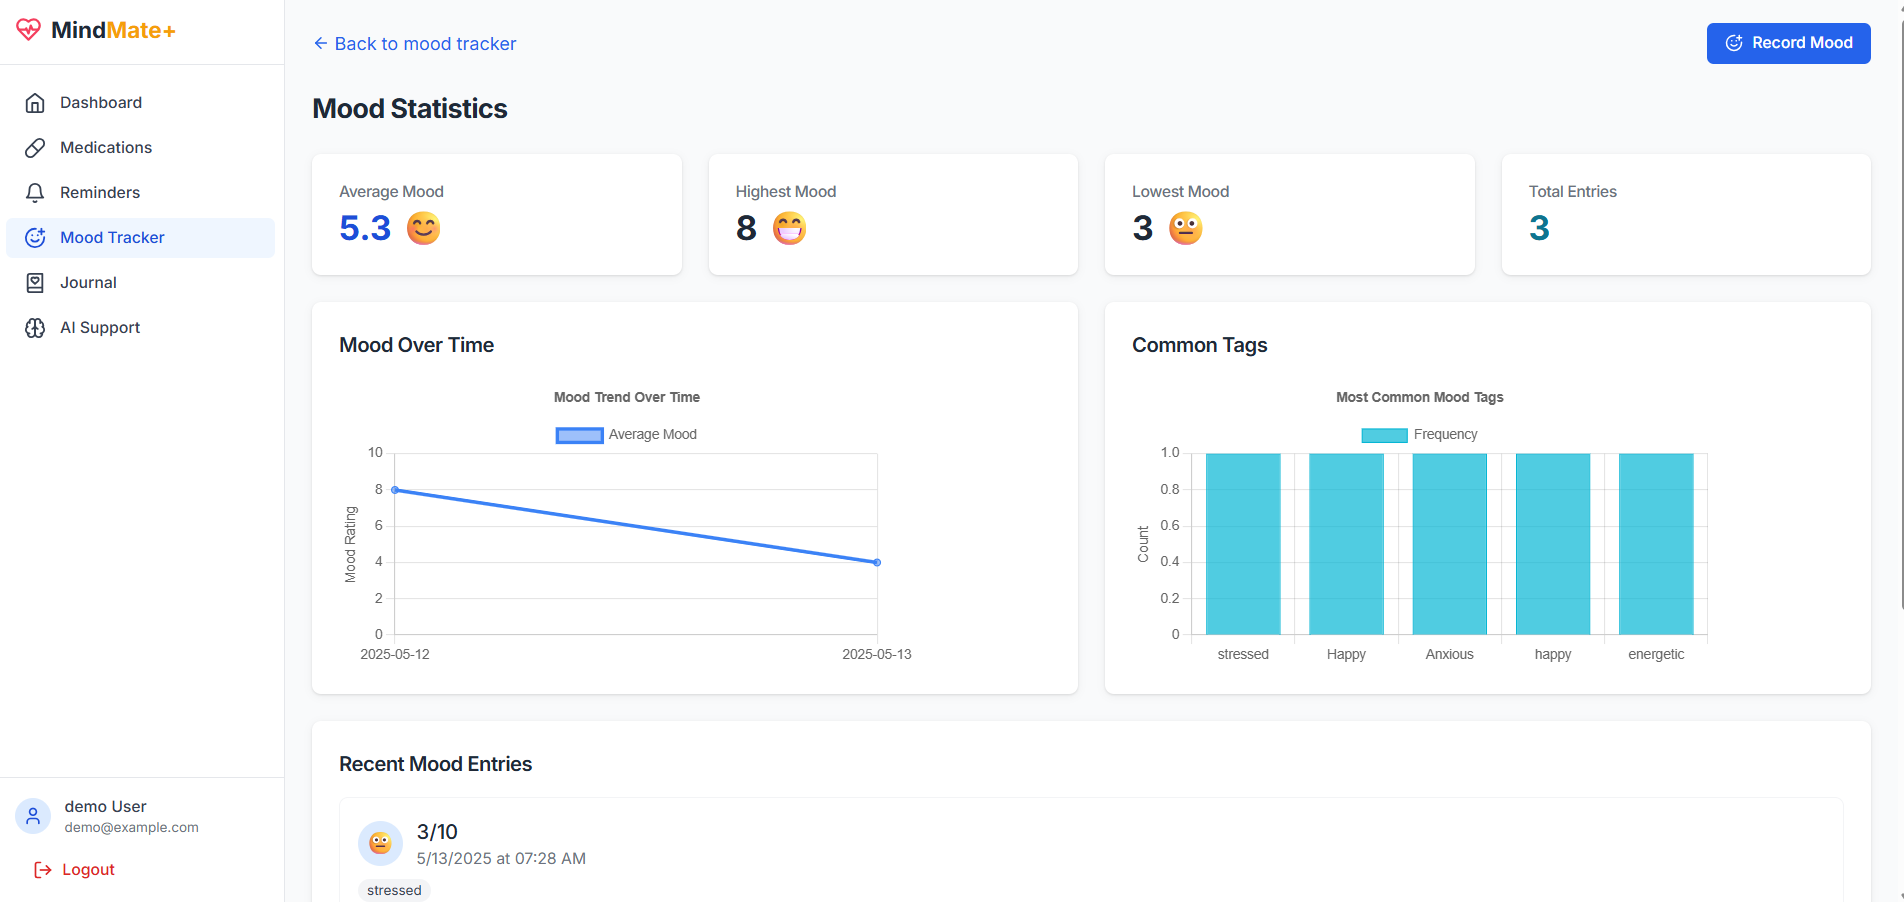 MindMate+
Dashboard
Medications
Reminders
Mood Tracker
Journal
AI Support
demo User
demo@example.com
Logout
Back to mood tracker
Record Mood
Mood Statistics
Average Mood
5.3
Highest Mood
8
Lowest Mood
3
Total Entries
3
Mood Over Time
Mood Trend Over Time
Average Mood
10
8
6
4
2
0
Mood Rating
2025-05-12
2025-05-13
Common Tags
Most Common Mood Tags
Frequency
1.0
0.8
0.6
0.4
0.2
0
Count
stressed
Happy
Anxious
happy
energetic
Recent Mood Entries
3/10
5/13/2025 at 07:28 AM
stressed